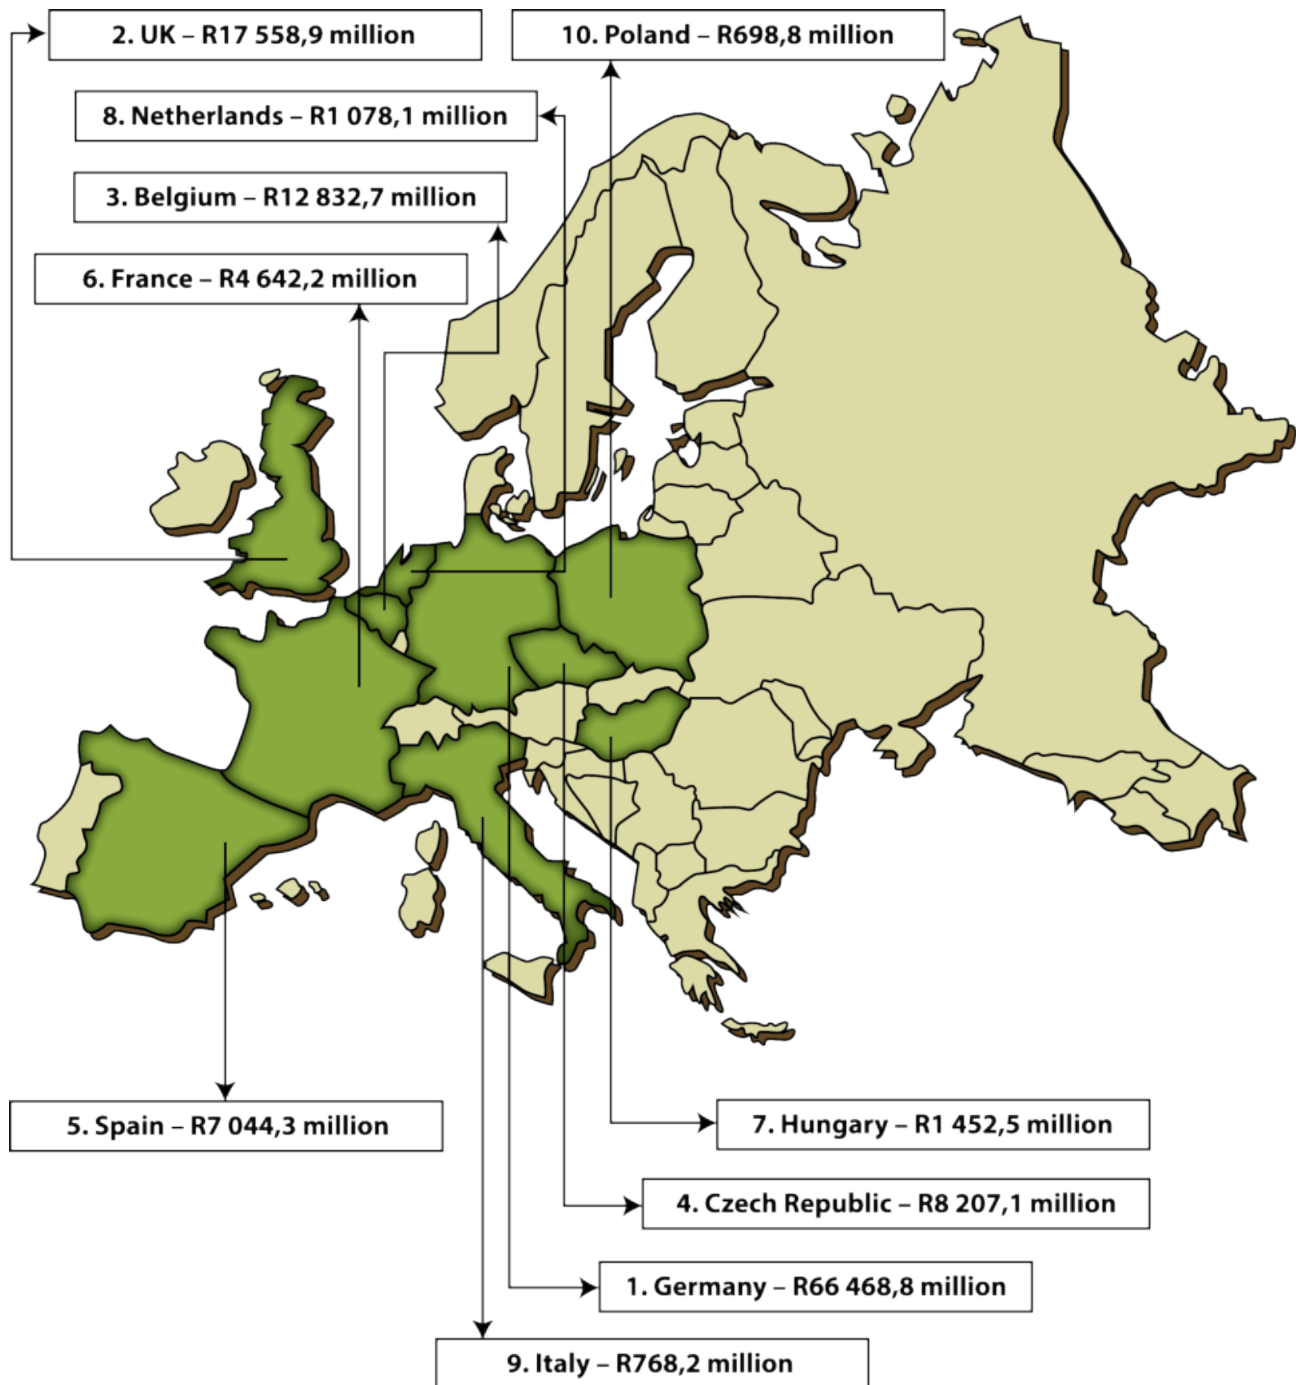 2. UK – R17 558,9 million
10. Poland – R698,8 million
8. Netherlands – R1 078,1 million
3. Belgium – R12 832,7 million
6. France – R4 642,2 million
5. Spain – R7 044,3 million
7. Hungary – R1 452,5 million
4. Czech Republic – R8 207,1 million
1. Germany – R66 468,8 million
9. Italy – R768,2 million